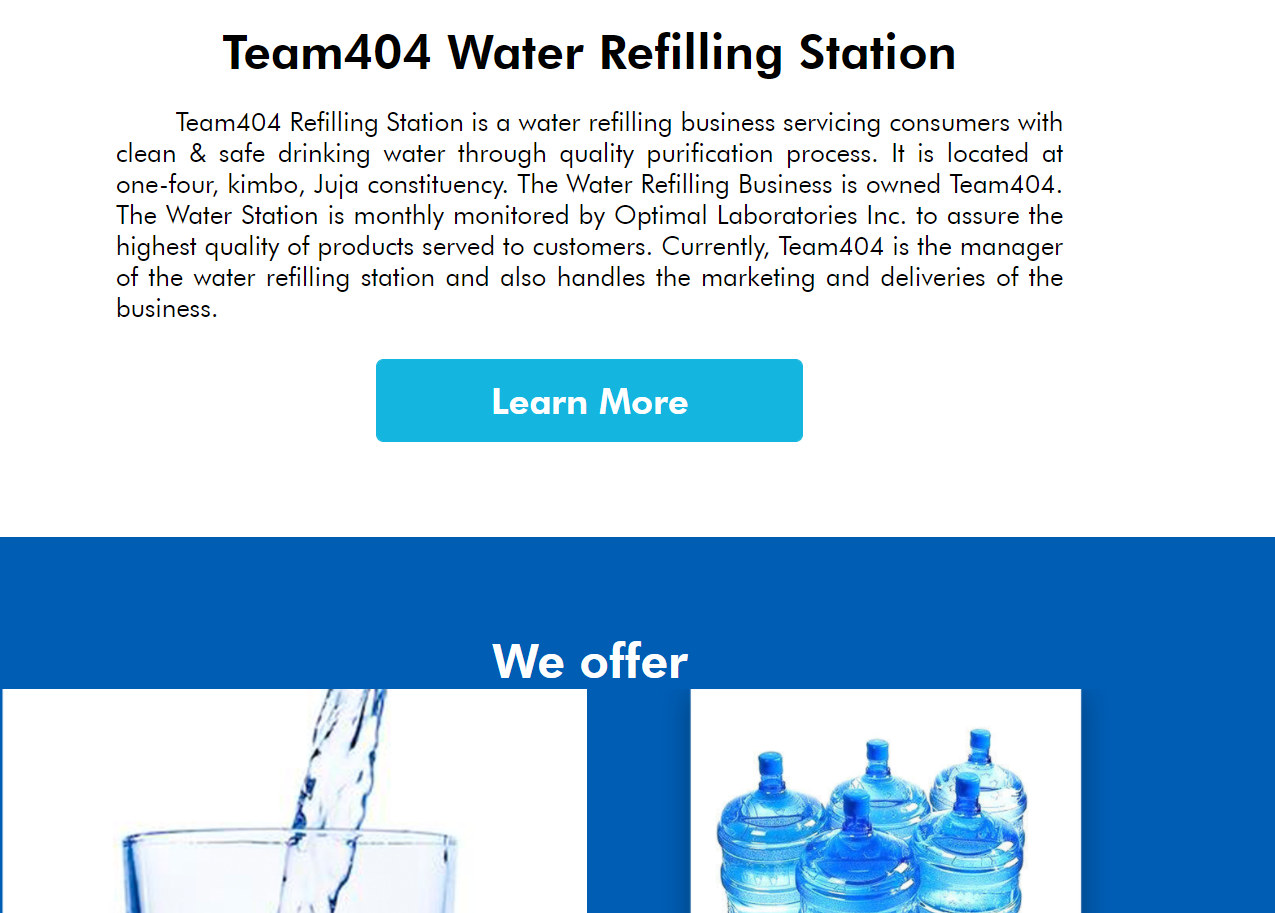 Team404 Water Refilling Station
Team404 Refilling Station is a water refilling business servicing consumers with
clean & safe drinking water through quality purification process. It is located at
one-four, kimbo, Juja constituency. The Water Refilling Business is owned Team404.
The Water Station is monthly monitored by Optimal Laboratories Inc. to assure the
highest quality of products served to customers. Currently, Team404 is the manager
of the water refilling station and also handles the marketing and deliveries of the
business.
Learn More
We offer